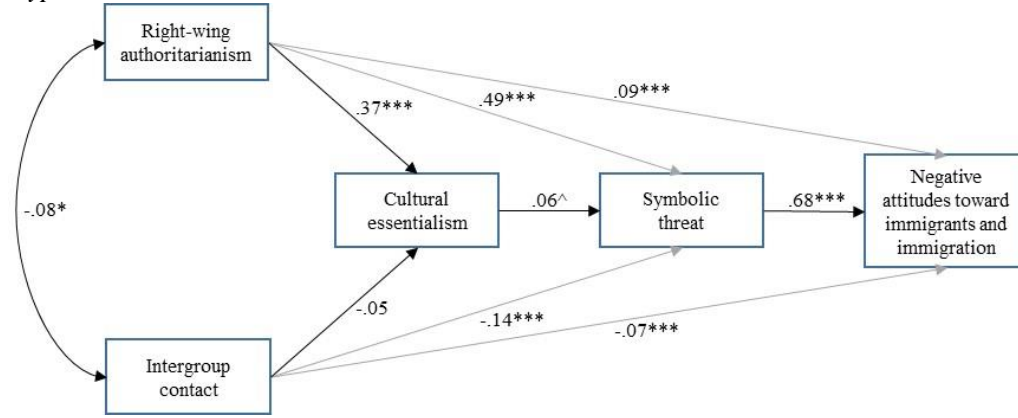 Right-wing
authoritarianism
.37***
.49***
.09***
-.08*
Cultural
essentialism
.06^
Symbolic
threat
.68***
Negative
attitudes toward
immigrants and
immigration
-.05
-.14***
-.07***
Intergroup
contact